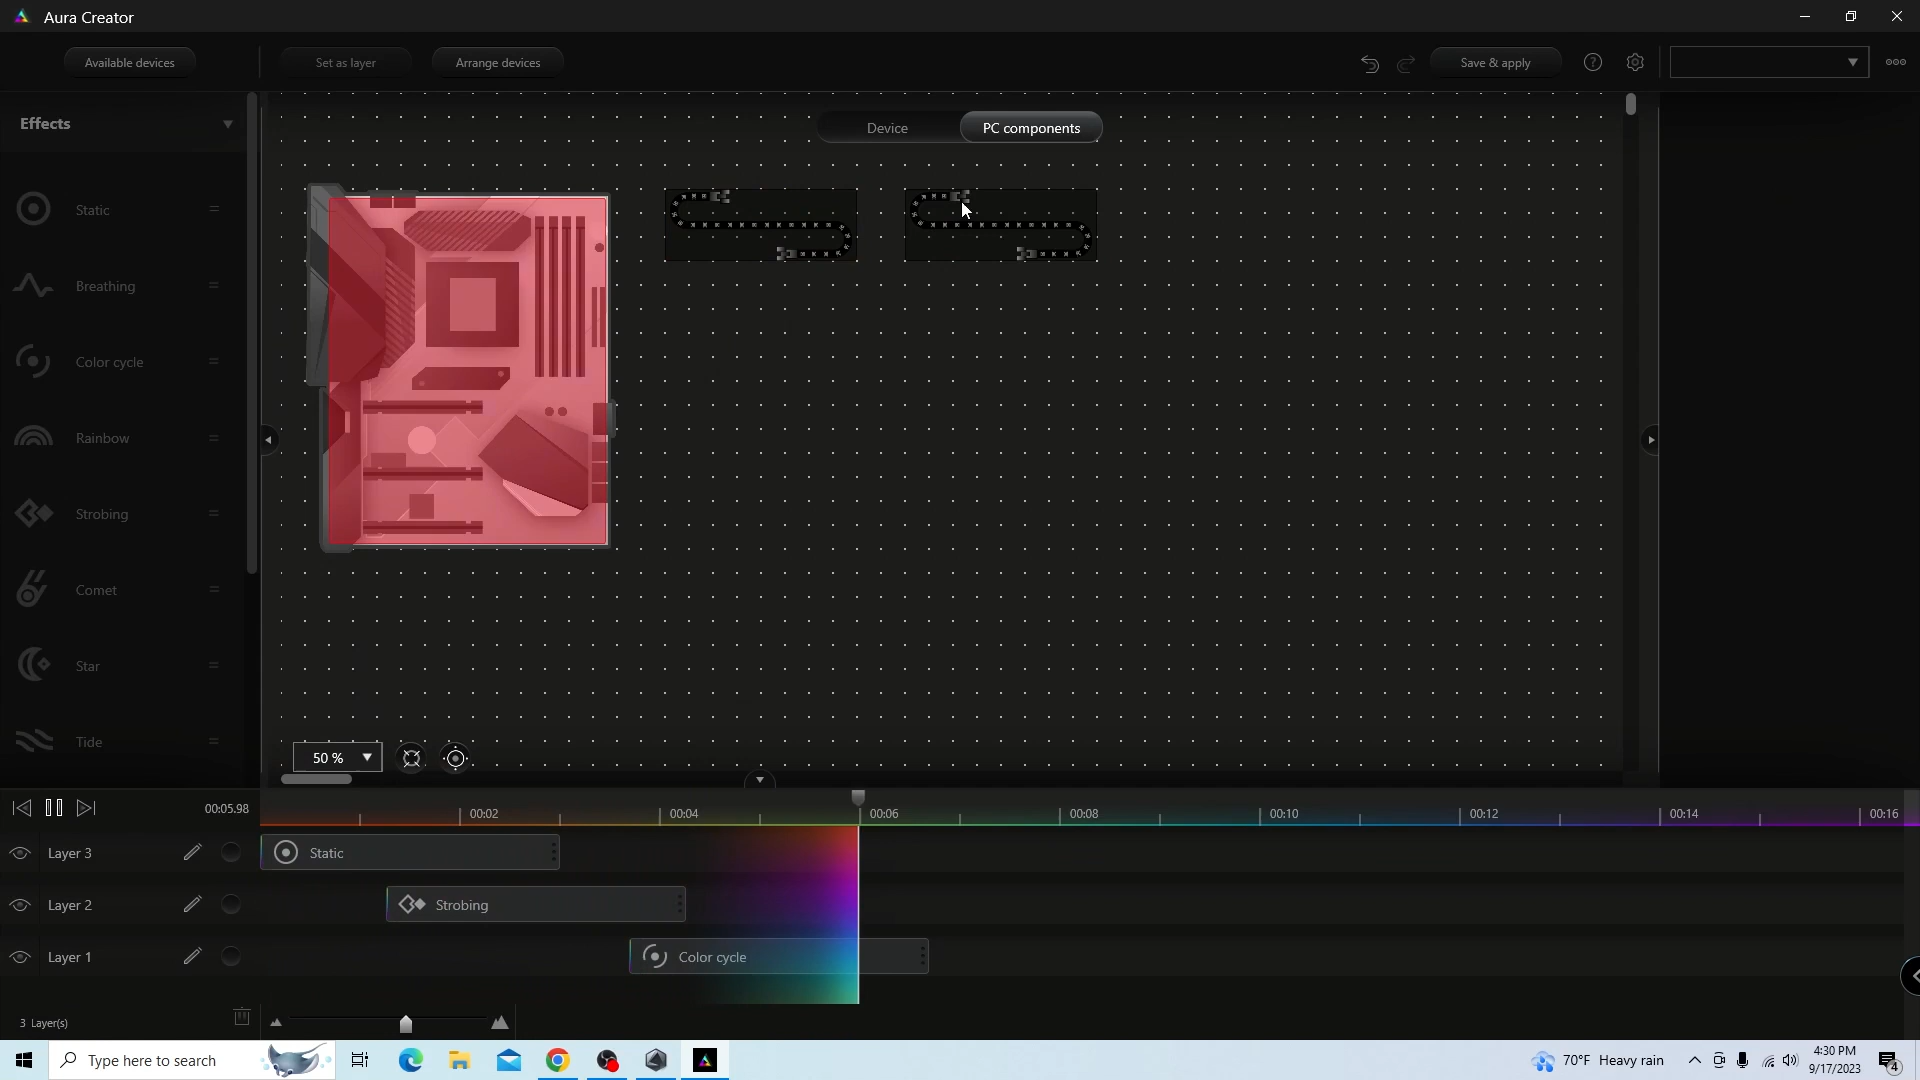 Aura Creator
Available devices
Set as layer
Arrange devices
Save & apply
Effects
Device
PC components
Static
Breathing
Color cycle
Rainbow
Strobing
Comet
Star
Tide
50 %
00:05.98
00:02
00:04
00:06
00:08
00:10
00:12
00:14
00:16
Layer 3
Static
Layer 2
Strobing
Layer 1
Color cycle
3 Layer(s)
Type here to search
70°F Heavy rain
4:30 PM
9/17/2023
4